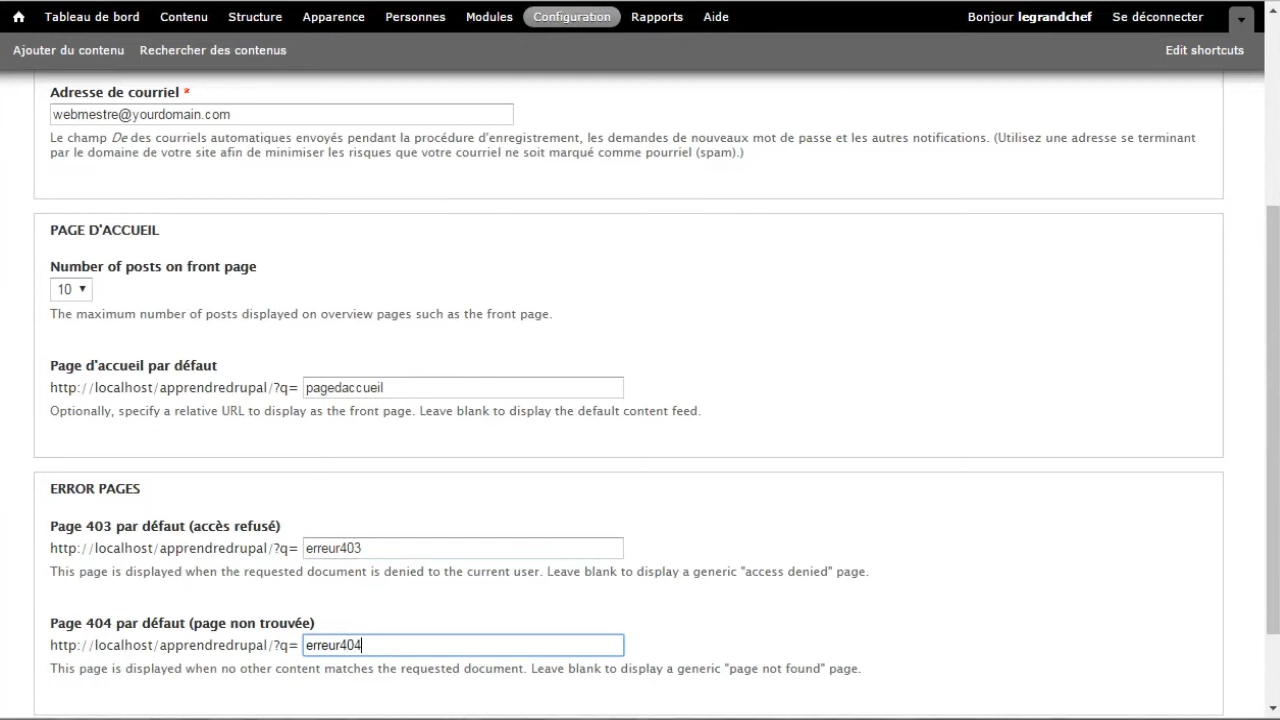 Tableau de bord Contenu Structure Apparence Personnes Modules Configuration Rapports Aide Bonjour legrandchef Se déconnecter
Ajouter du contenu Rechercher des contenus Edit shortcuts
Adresse de courriel *
webmestre@yourdomain.com
Le champ De des courriels automatiques envoyés pendant la procédure d'enregistrement, les demandes de nouveaux mot de passe et les autres notifications. (Utilisez une adresse se terminant
par le domaine de votre site afin de minimiser les risques que votre courriel ne soit marqué comme pourriel (spam).)
PAGE D'ACCUEIL
Number of posts on front page
10
The maximum number of posts displayed on overview pages such as the front page.
Page d'accueil par défaut
http://localhost/apprendredrupal/?q= pagedaccueil
Optionally, specify a relative URL to display as the front page. Leave blank to display the default content feed.
ERROR PAGES
Page 403 par défaut (accès refusé)
http://localhost/apprendredrupal/?q= erreur403
This page is displayed when the requested document is denied to the current user. Leave blank to display a generic "access denied" page.
Page 404 par défaut (page non trouvée)
http://localhost/apprendredrupal/?q= erreur404
This page is displayed when no other content matches the requested document. Leave blank to display a generic "page not found" page.